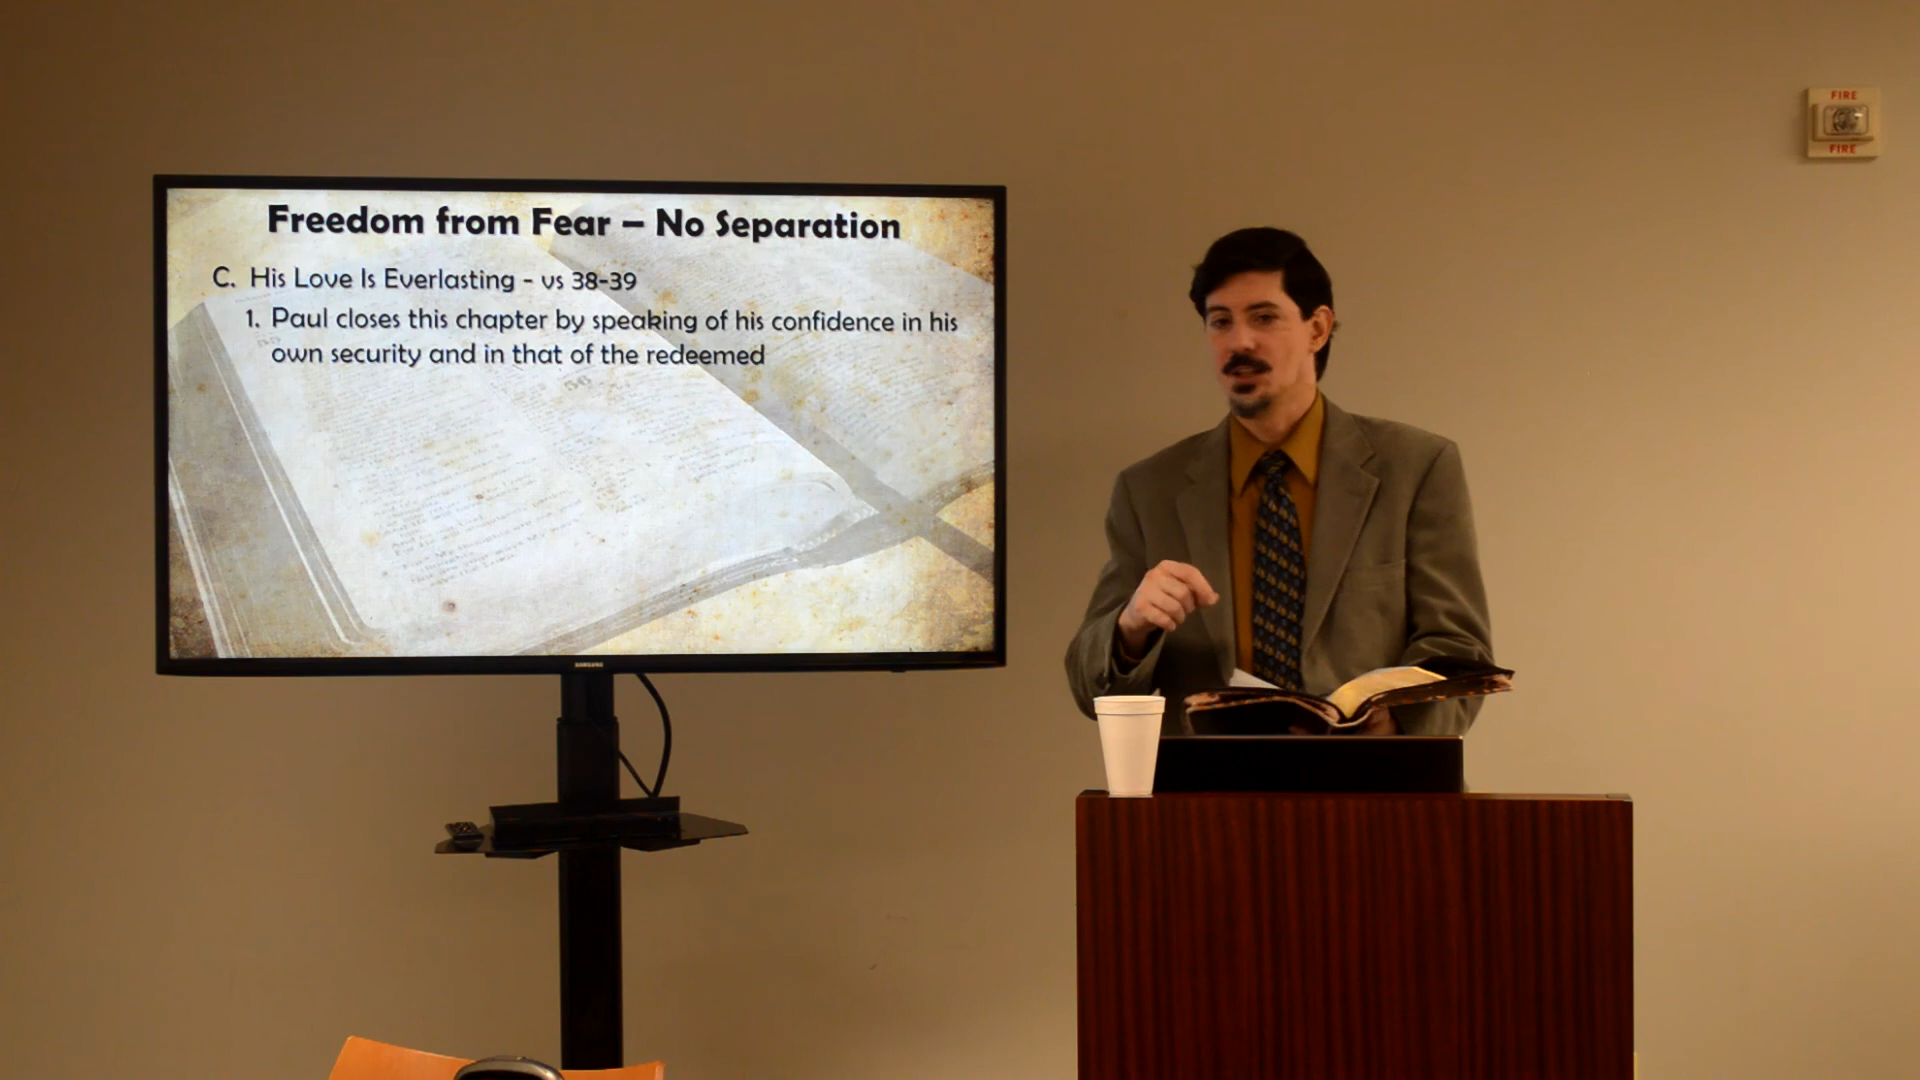 Freedom from Fear – No Separation
C. His Love Is Everlasting - vs 38-39
1. Paul closes this chapter by speaking of his confidence in his
own security and in that of the redeemed
SAMSUNG
FIRE
FIRE